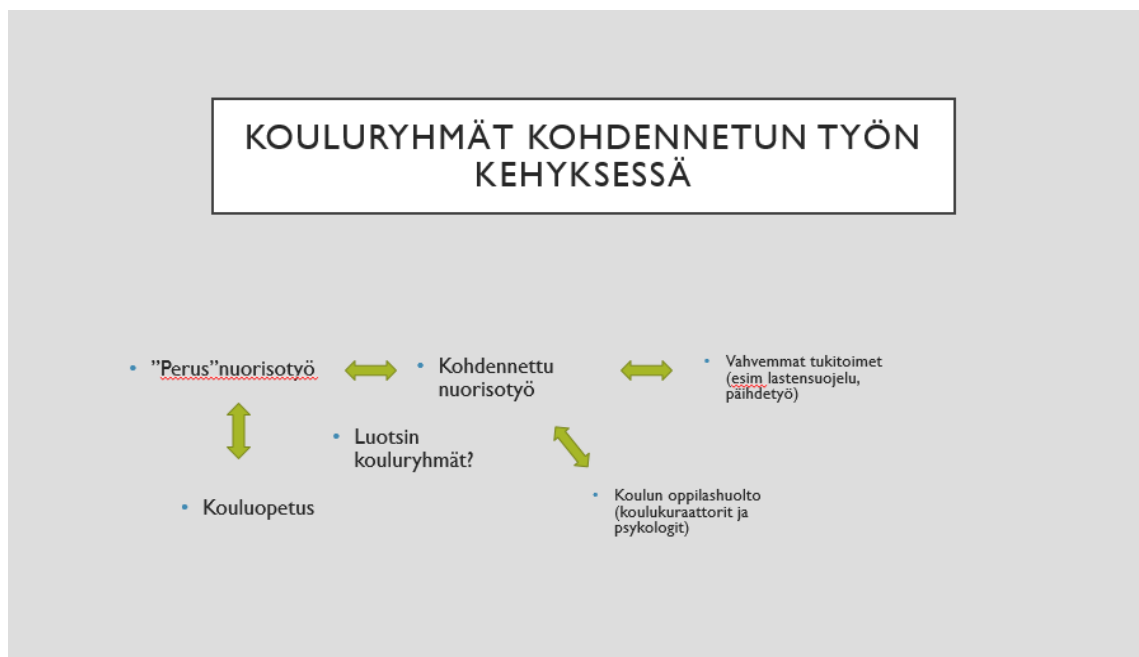 KOULURYHMÄT KOHDENNETUN TYÖN
KEHYKSESSÄ
• ”Perus”nuorisotyö
• Kohdennettu
nuorisotyö
• Vahvemmat tukitoimet
(esim lastensuojelu,
päihdetyö)
• Luotsin
kouluryhmät?
• Kouluopetus
• Koulun oppilashuolto
(koulukuraattorit ja
psykologit)